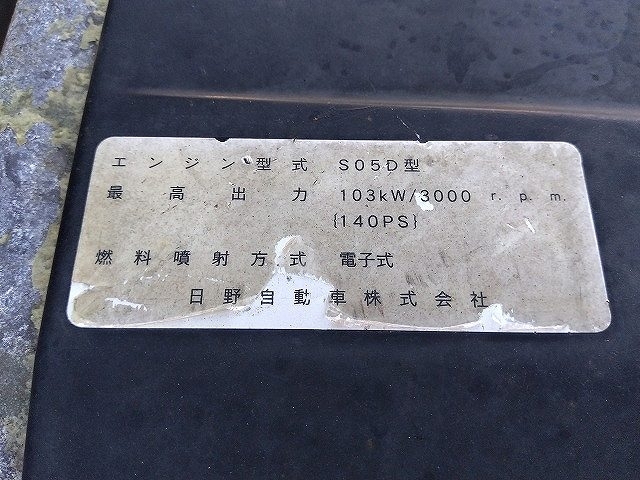 エンジン型式 S05D型
最高出力 103kW/3000 r.p.m.
{140PS}
燃料噴射方式 電子式
日野自動車株式会社